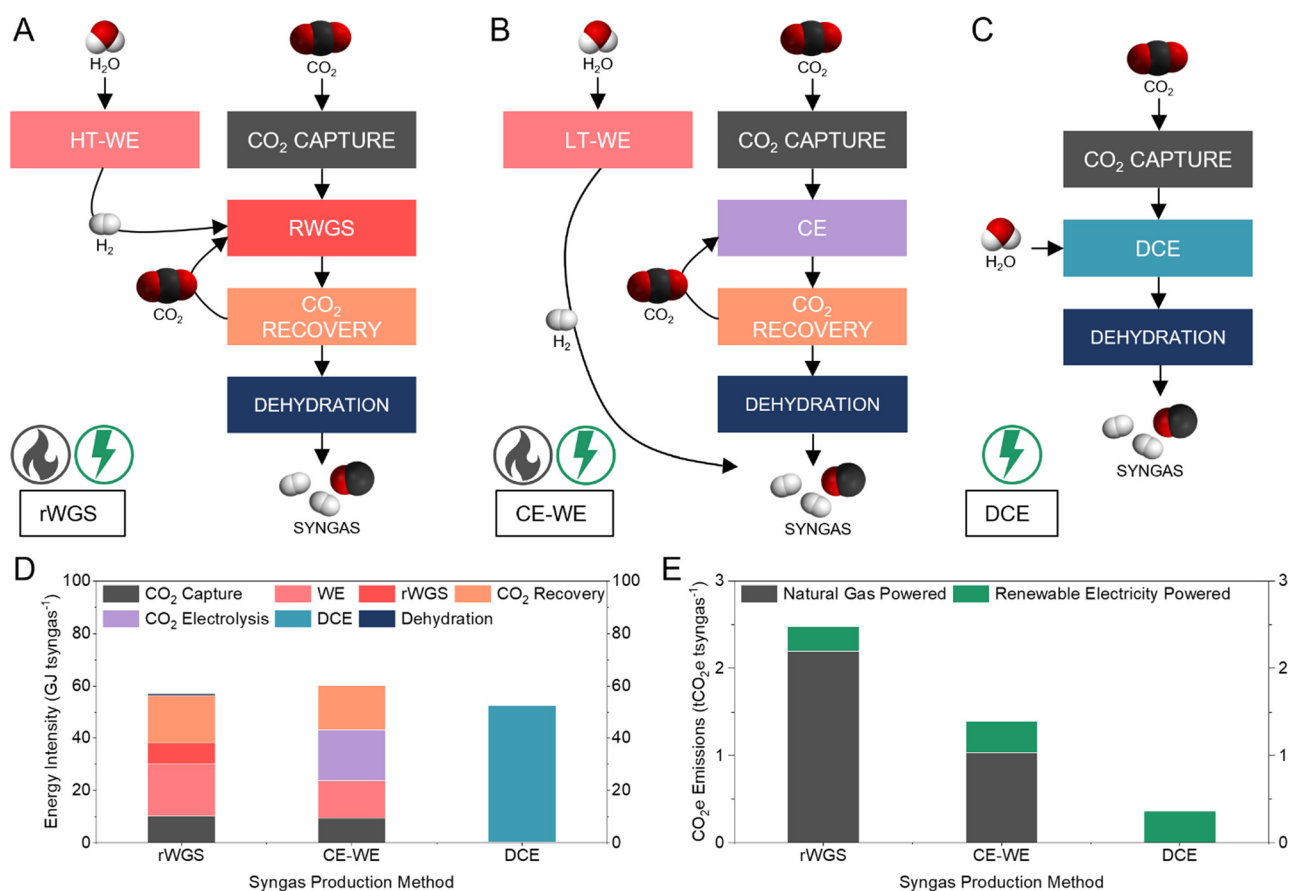 A
H₂O
CO₂
HT-WE
CO₂ CAPTURE
H₂
RWGS
CO₂
CO₂
RECOVERY
DEHYDRATION
SYNGAS
rWGS
B
H₂O
CO₂
LT-WE
CO₂ CAPTURE
CE
CO₂
H₂
CO₂
RECOVERY
DEHYDRATION
SYNGAS
CE-WE
C
CO₂
CO₂ CAPTURE
H₂O
DCE
DEHYDRATION
SYNGAS
DCE
D
Energy Intensity (GJ tsyngas⁻¹)
100
80
60
40
20
0
CO₂ Capture
WE
rWGS
CO₂ Recovery
CO₂ Electrolysis
DCE
Dehydration
100
80
60
40
20
0
rWGS
CE-WE
DCE
Syngas Production Method
E
CO₂e Emissions (tCO₂e tsyngas⁻¹)
3
2
1
0
Natural Gas Powered
Renewable Electricity Powered
3
2
1
0
rWGS
CE-WE
DCE
Syngas Production Method